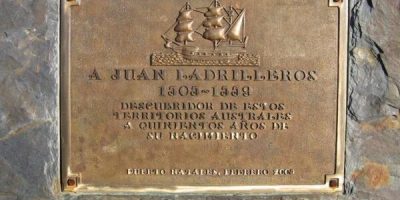 A JUAN LADRILLEROS
1505-1559
DESCUBRIDOR DE ESTOS
TERRITORIOS AUSTRALES
A QUINIENTOS AÑOS DE
SU NACIMIENTO
PUERTO NATALES, FEBRERO 2005